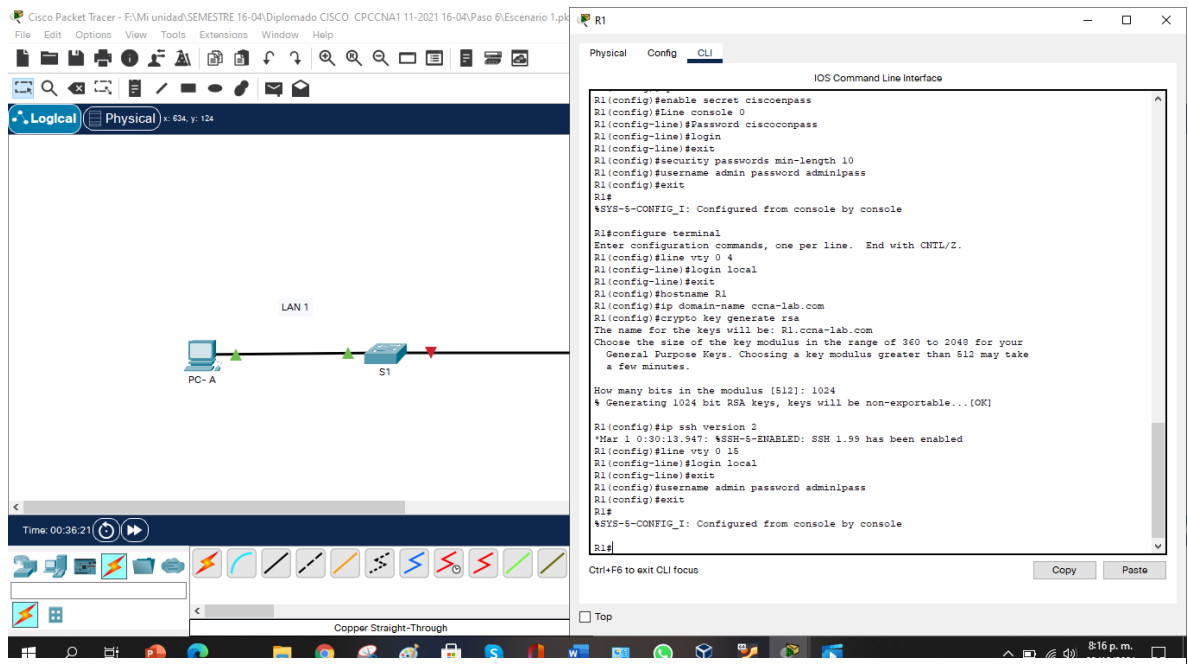 Cisco Packet Tracer - F:\Mi unidad\SEMESTRE 16-04\Diplomado CISCO CPCCNA1 11-2021 16-04\Paso 6\Escenario 1.pk
File Edit Options View Tools Extensions Window Help
Logical Physical x: 634, y: 124
LAN 1
PC- A
S1
Time: 00:36:21
Copper Straight-Through
R1
Physical Config CLI
IOS Command Line Interface
R1(config)#enable secret ciscoenpass
R1(config)#Line console 0
R1(config-line)#Password ciscoconpass
R1(config-line)#login
R1(config-line)#exit
R1(config)#security passwords min-length 10
R1(config)#username admin password admin1pass
R1(config)#exit
R1#
%SYS-5-CONFIG_I: Configured from console by console
R1#configure terminal
Enter configuration commands, one per line. End with CNTL/Z.
R1(config)#line vty 0 4
R1(config-line)#login local
R1(config-line)#exit
R1(config)#hostname R1
R1(config)#ip domain-name ccna-lab.com
R1(config)#crypto key generate rsa
The name for the keys will be: R1.ccna-lab.com
Choose the size of the key modulus in the range of 360 to 2048 for your
General Purpose Keys. Choosing a key modulus greater than 512 may take
a few minutes.
How many bits in the modulus [512]: 1024
% Generating 1024 bit RSA keys, keys will be non-exportable...[OK]
R1(config)#ip ssh version 2
*Mar 1 0:30:13.947: %SSH-5-ENABLED: SSH 1.99 has been enabled
R1(config)#line vty 0 15
R1(config-line)#login local
R1(config-line)#exit
R1(config)#username admin password admin1pass
R1(config)#exit
R1#
%SYS-5-CONFIG_I: Configured from console by console
R1#
Ctrl+F6 to exit CLI focus
Copy Paste
Top
8:16 p. m.